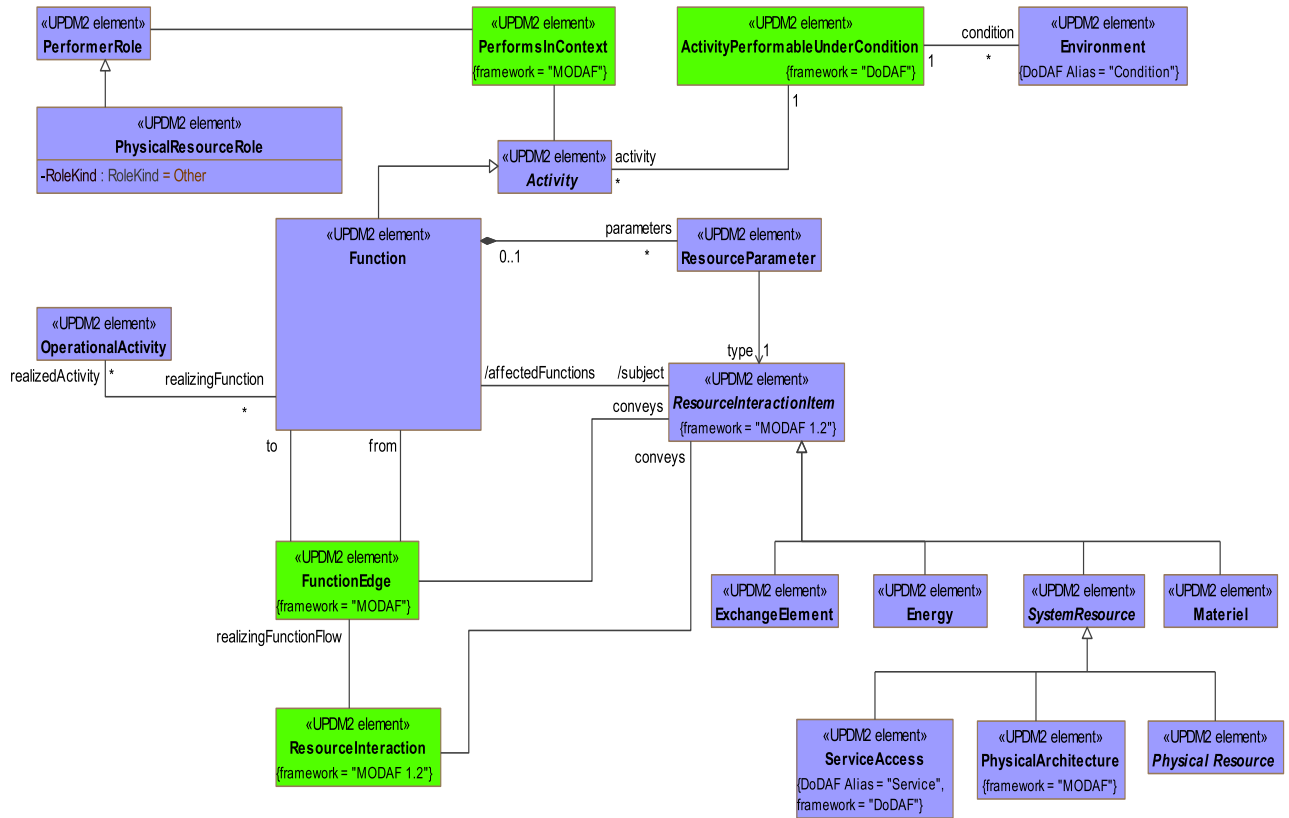 «UPDM2 element»
PerformerRole
«UPDM2 element»
PerformsInContext
{framework = "MODAF"}
«UPDM2 element»
ActivityPerformableUnderCondition
{framework = "DoDAF"}
condition
1
*
«UPDM2 element»
Environment
{DoDAF Alias = "Condition"}
1
«UPDM2 element»
PhysicalResourceRole
-RoleKind : RoleKind = Other
«UPDM2 element»
Activity
activity
*
«UPDM2 element»
Function
parameters
0..1
*
«UPDM2 element»
ResourceParameter
«UPDM2 element»
OperationalActivity
realizedActivity
*
realizingFunction
*
type
1
/affectedFunctions
/subject
«UPDM2 element»
ResourceInteractionItem
{framework = "MODAF 1.2"}
conveys
conveys
to
from
«UPDM2 element»
FunctionEdge
{framework = "MODAF"}
realizingFunctionFlow
«UPDM2 element»
ExchangeElement
«UPDM2 element»
Energy
«UPDM2 element»
SystemResource
«UPDM2 element»
Materiel
«UPDM2 element»
ResourceInteraction
{framework = "MODAF 1.2"}
«UPDM2 element»
ServiceAccess
{DoDAF Alias = "Service",
framework = "DoDAF"}
«UPDM2 element»
PhysicalArchitecture
{framework = "MODAF"}
«UPDM2 element»
Physical Resource